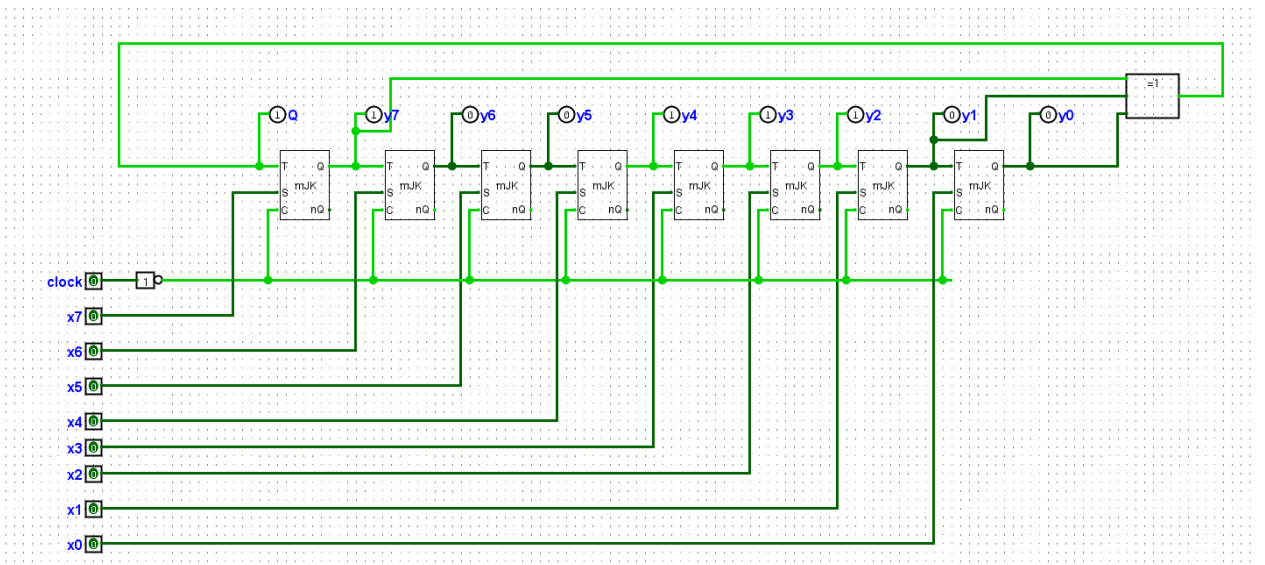 =1
1 Q 1 y7 0 y6 0 y5 1 y4 1 y3 1 y2 0 y1 0 y0
T Q T Q T Q T Q T Q T Q T Q T Q
mJK mJK mJK mJK mJK mJK mJK mJK
S S S S S S S S
C nQ C nQ C nQ C nQ C nQ C nQ C nQ C nQ
clock 0 1
x7 0
x6 0
x5 0
x4 0
x3 0
x2 0
x1 0
x0 0